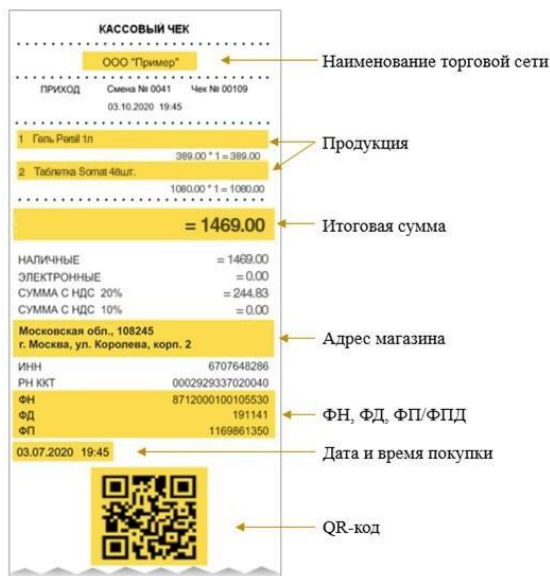 КАССОВЫЙ ЧЕК
ООО "Пример"
Наименование торговой сети
ПРИХОД Смена № 0041 Чек № 00109
03.10.2020 19:45
1 Гель Persil 1л
389.00 * 1 = 389.00
Продукция
2 Таблетка Somat 48шт.
1080.00 * 1 = 1080.00
= 1469.00
Итоговая сумма
НАЛИЧНЫЕ = 1469.00
ЭЛЕКТРОННЫЕ = 0.00
СУММА С НДС 20% = 244.83
СУММА С НДС 10% = 0.00
Московская обл., 108245
г. Москва, ул. Королева, корп. 2
Адрес магазина
ИНН 6707648286
РН ККТ 0002929337020040
ФН 8712000100105530
ФД 191141
ФП 1169861350
ФН, ФД, ФП/ФПД
03.07.2020 19:45
Дата и время покупки
QR-код